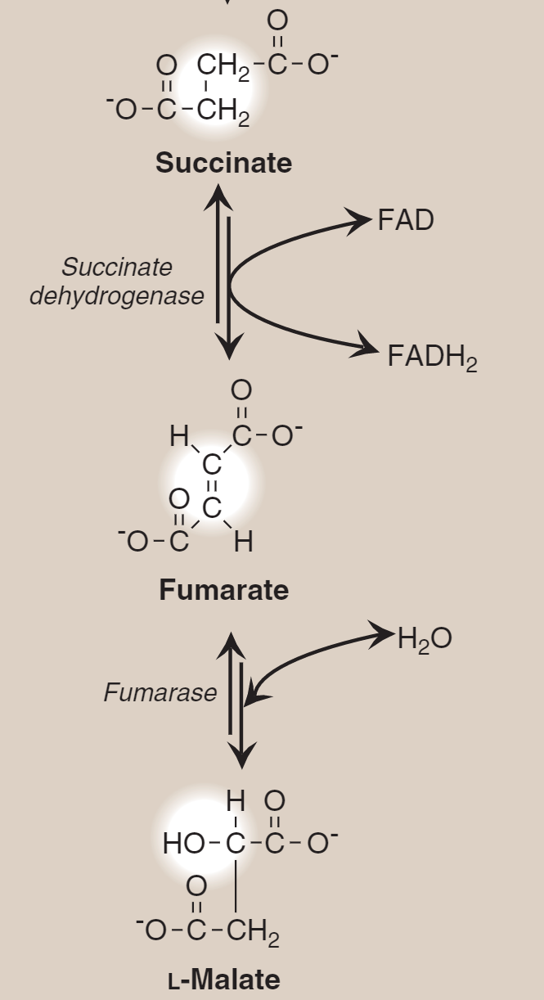 O
O CH₂-C-O⁻
⁻O-C-CH₂
Succinate
FAD
Succinate
dehydrogenase
FADH₂
O
H C-O⁻
C
O C
⁻O-C H
Fumarate
H₂O
Fumarase
H O
HO-C-C-O⁻
O
⁻O-C-CH₂
L-Malate